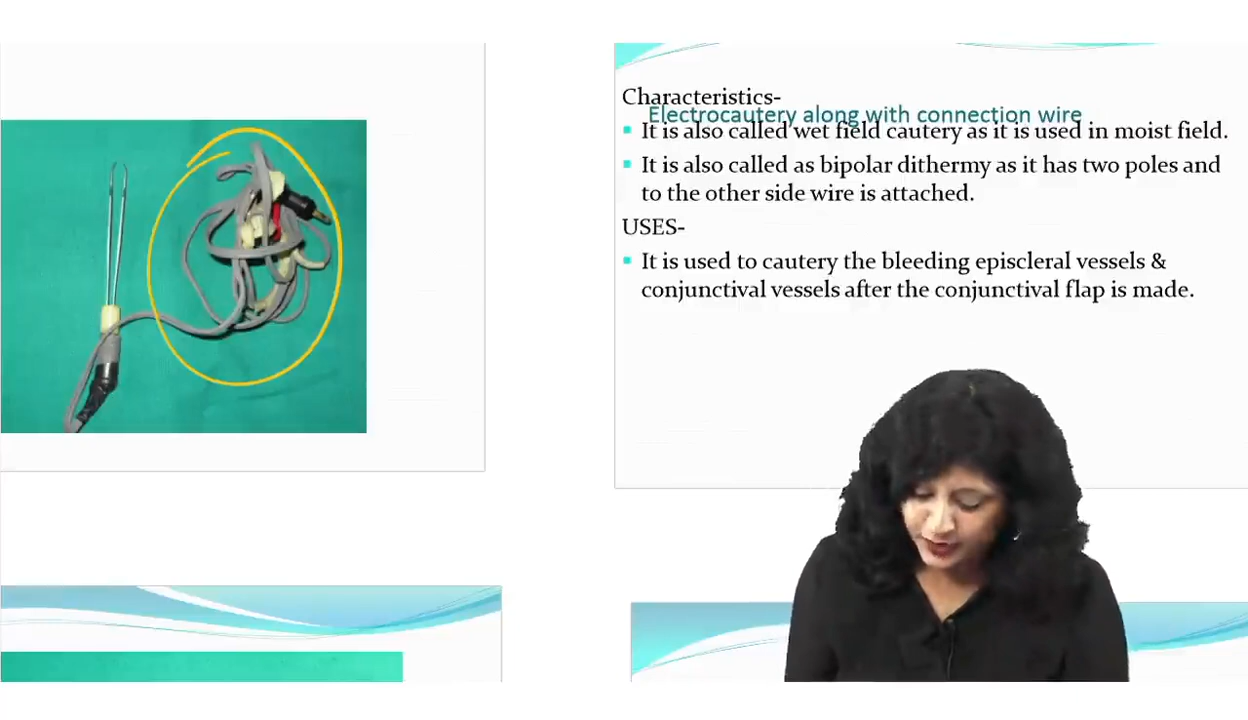 Characteristics-
Electrocautery along with connection wire
It is also called wet field cautery as it is used in moist field.
It is also called as bipolar dithermy as it has two poles and
to the other side wire is attached.
USES-
It is used to cautery the bleeding episcleral vessels &
conjunctival vessels after the conjunctival flap is made.